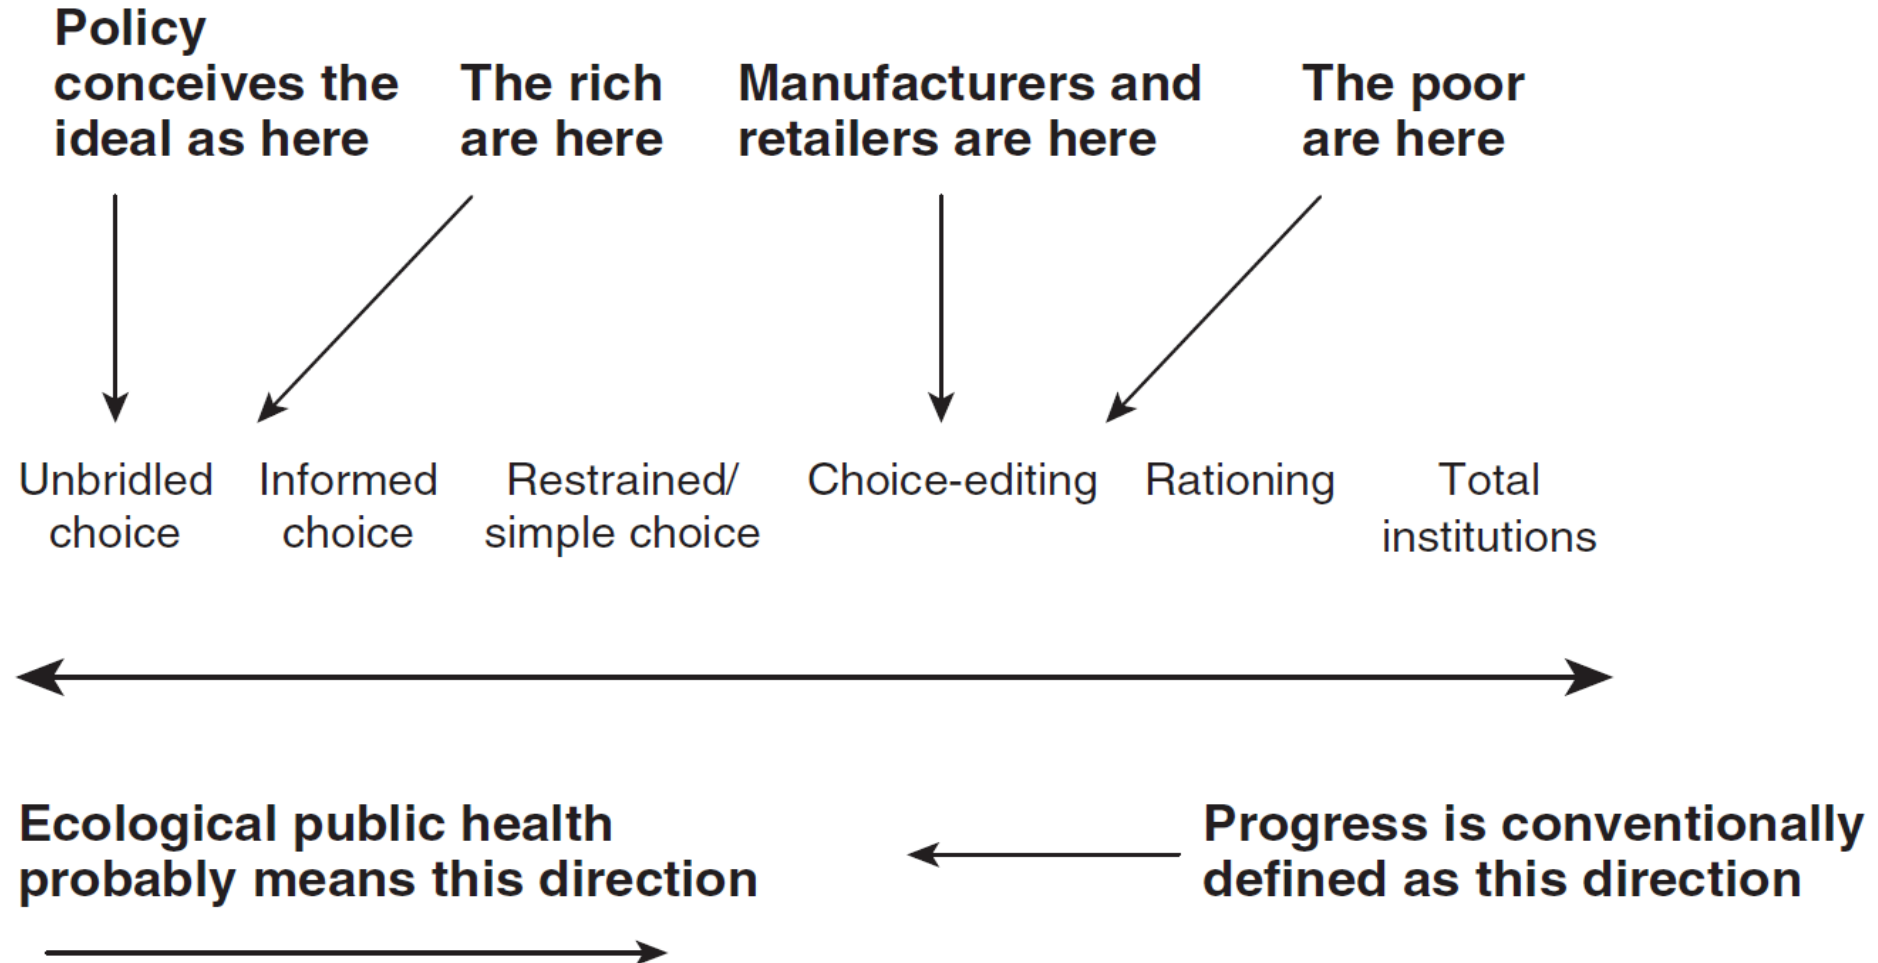 Policy
conceives the
ideal as here
The rich
are here
Manufacturers and
retailers are here
The poor
are here
Unbridled
choice
Informed
choice
Restrained/
simple choice
Choice-editing
Rationing
Total
institutions
Ecological public health
probably means this direction
Progress is conventionally
defined as this direction